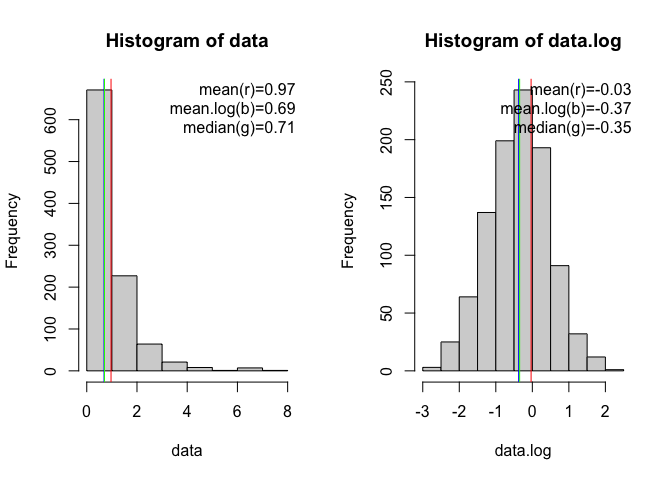 Histogram of data
mean(r)=0.97
mean.log(b)=0.69
median(g)=0.71
Frequency
600
500
400
300
200
100
0
0 2 4 6 8
data
Histogram of data.log
mean(r)=-0.03
mean.log(b)=-0.37
median(g)=-0.35
Frequency
250
200
150
100
50
0
-3 -2 -1 0 1 2
data.log